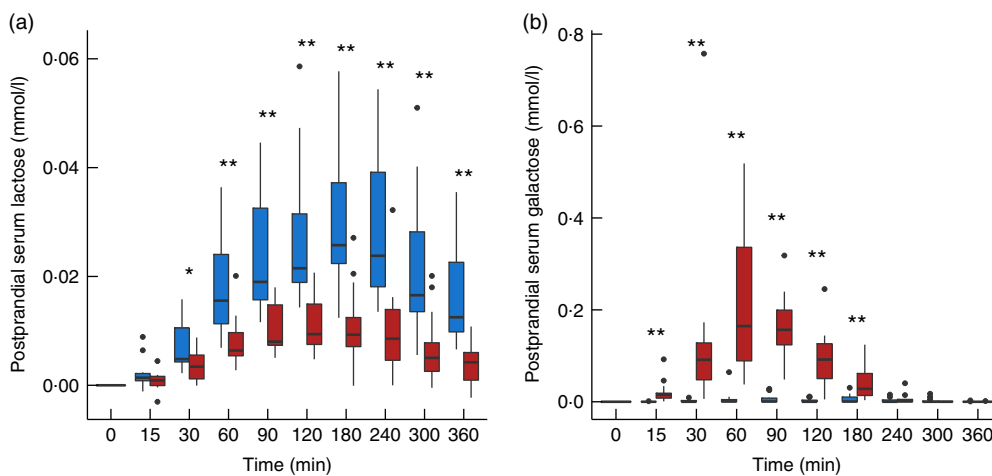 (a)
Postprandial serum lactose (mmol/l)
0·06
0·04
0·02
0·00
*
**
**
**
**
**
**
**
0 15 30 60 90 120 180 240 300 360
Time (min)
(b)
Postprandial serum galactose (mmol/l)
0·8
0·6
0·4
0·2
0·0
**
**
**
**
**
**
0 15 30 60 90 120 180 240 300 360
Time (min)